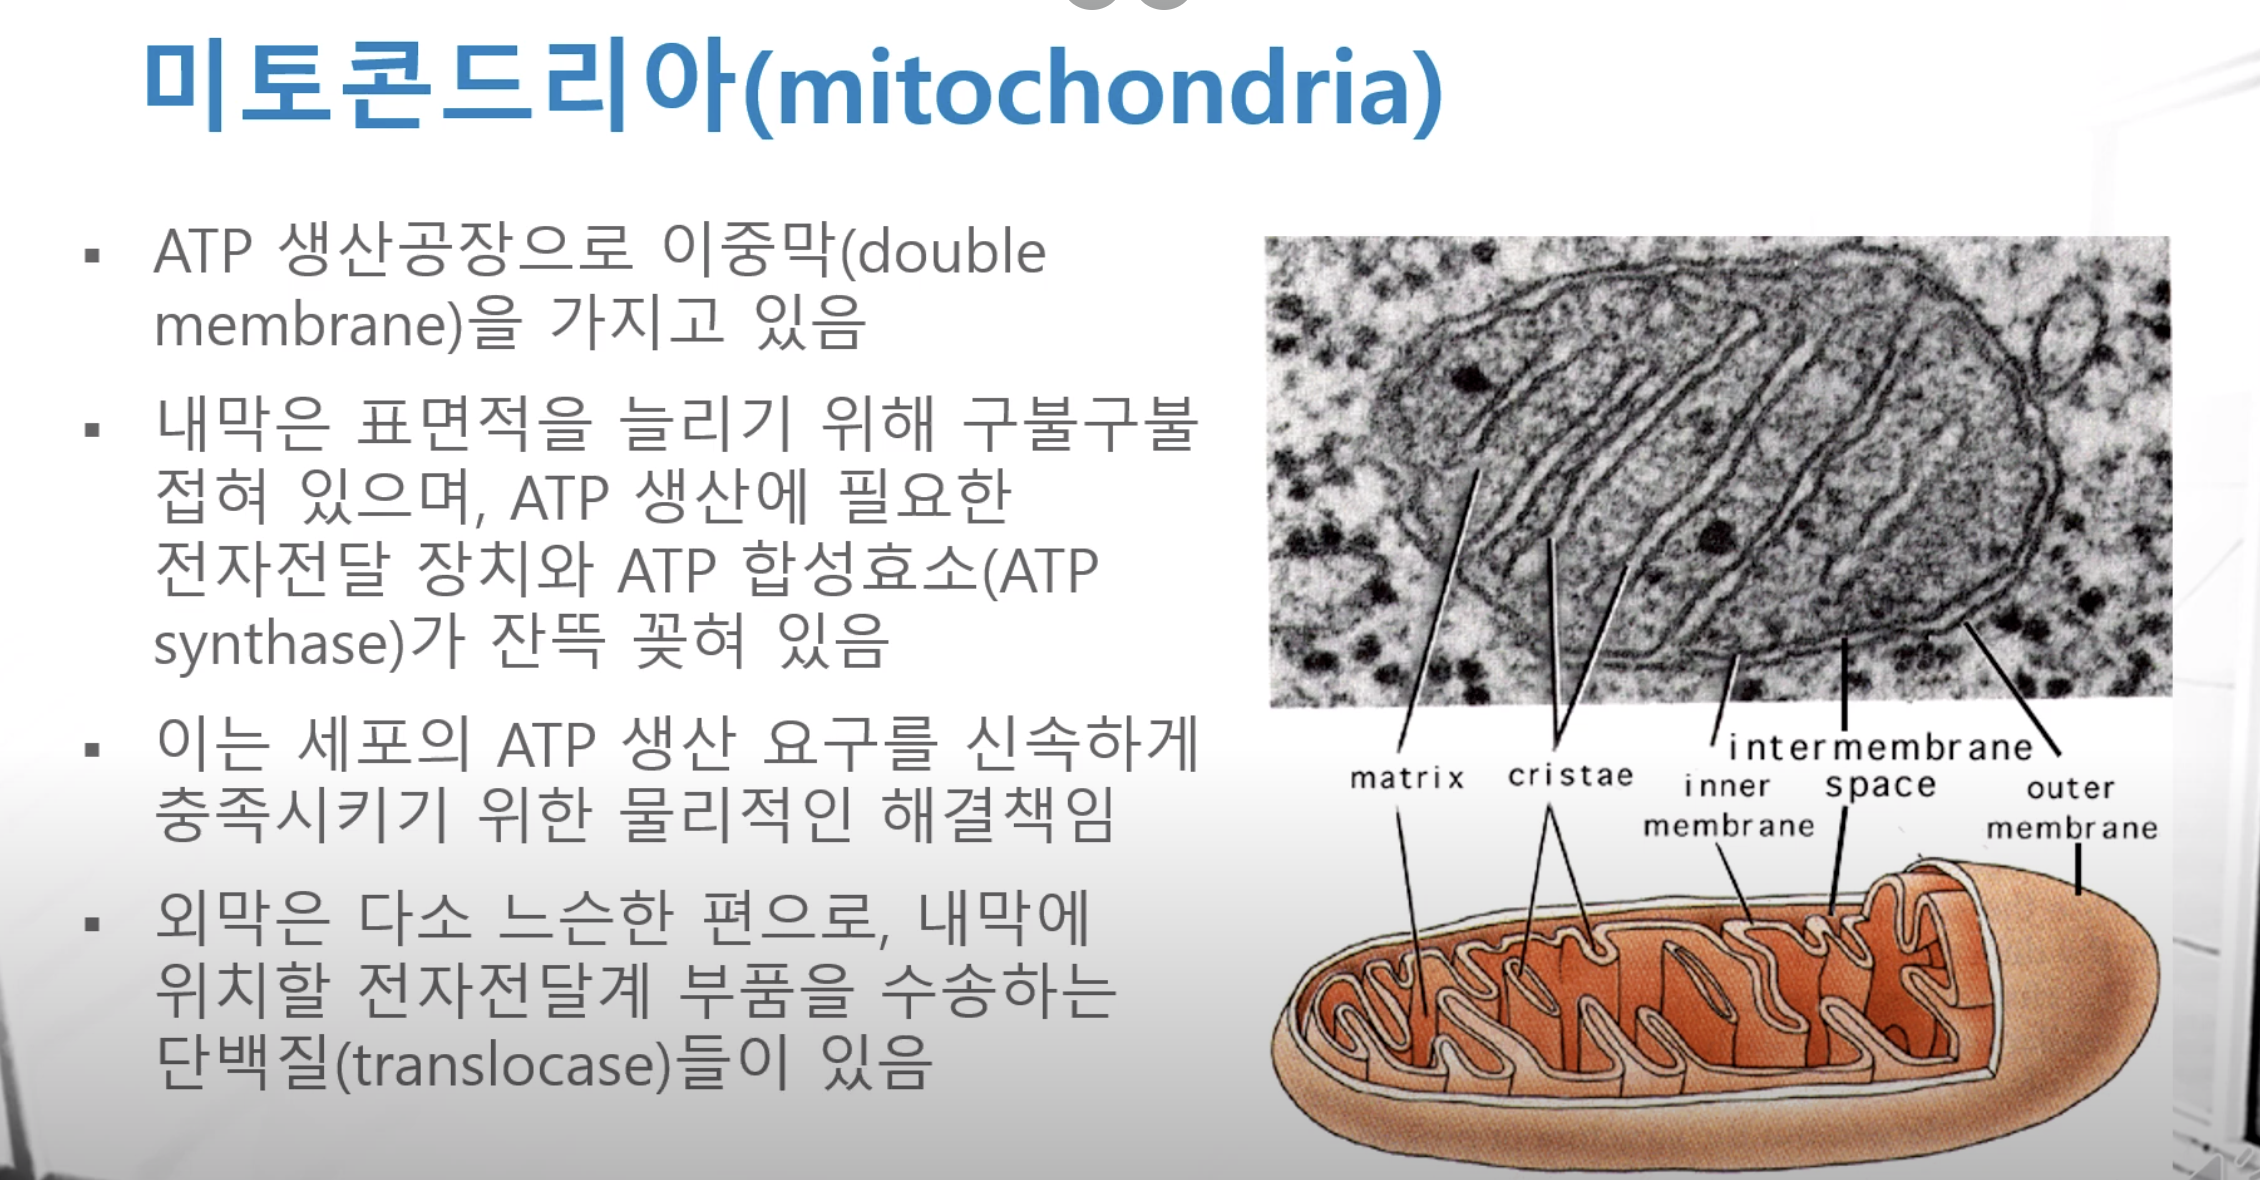 미토콘드리아(mitochondria)
▪ ATP 생산공장으로 이중막(double
membrane)을 가지고 있음
▪ 내막은 표면적을 늘리기 위해 구불구불
접혀 있으며, ATP 생산에 필요한
전자전달 장치와 ATP 합성효소(ATP
synthase)가 잔뜩 꽂혀 있음
▪ 이는 세포의 ATP 생산 요구를 신속하게
충족시키기 위한 물리적인 해결책임
▪ 외막은 다소 느슨한 편으로, 내막에
위치할 전자전달계 부품을 수송하는
단백질(translocase)들이 있음
matrix
cristae
inner
membrane
intermembrane
space
outer
membrane